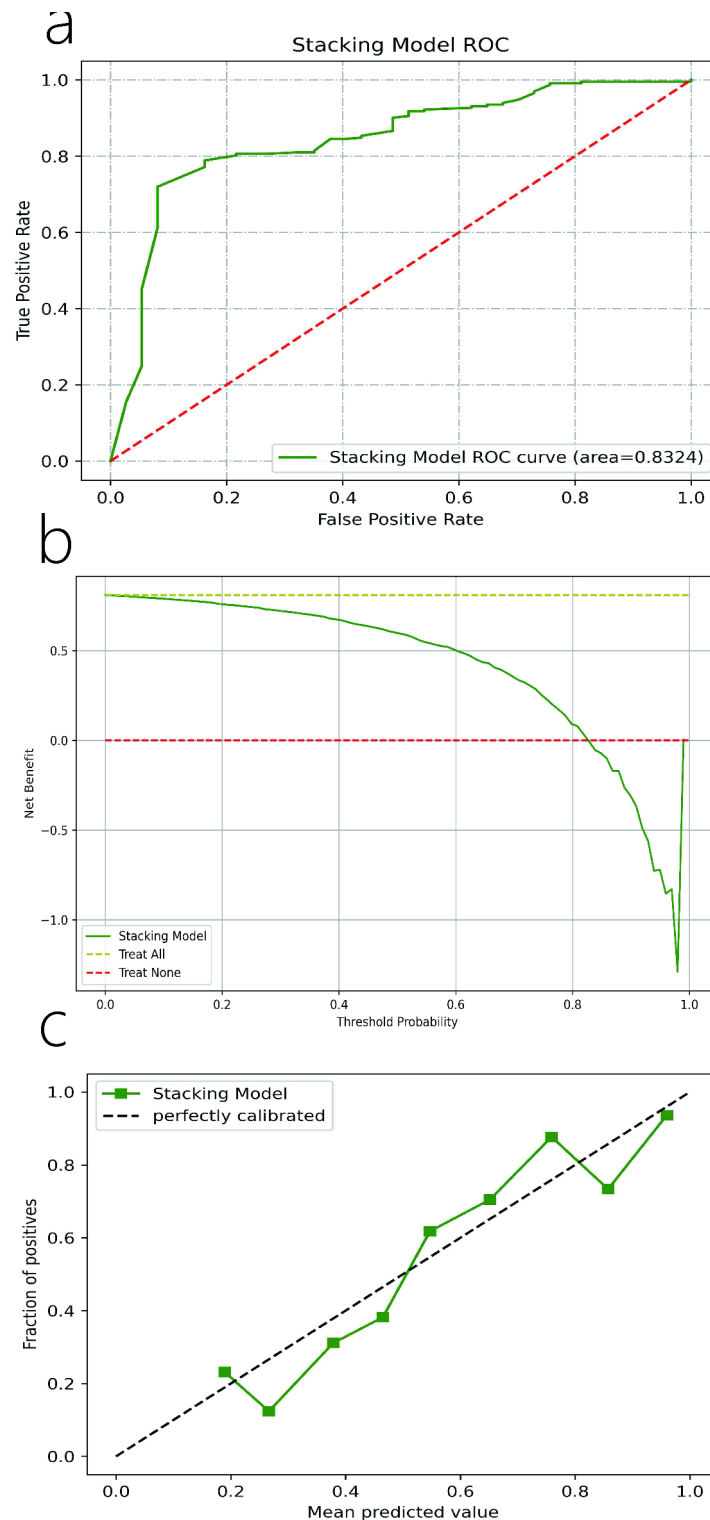 a
Stacking Model ROC
1.0
0.8
0.6
0.4
0.2
0.0
True Positive Rate
Stacking Model ROC curve (area=0.8324)
0.0 0.2 0.4 0.6 0.8 1.0
False Positive Rate
b
0.5
0.0
−0.5
−1.0
Net Benefit
Stacking Model
Treat All
Treat None
0.0 0.2 0.4 0.6 0.8 1.0
Threshold Probability
c
Stacking Model
perfectly calibrated
1.0
0.8
0.6
0.4
0.2
0.0
Fraction of positives
0.0 0.2 0.4 0.6 0.8 1.0
Mean predicted value